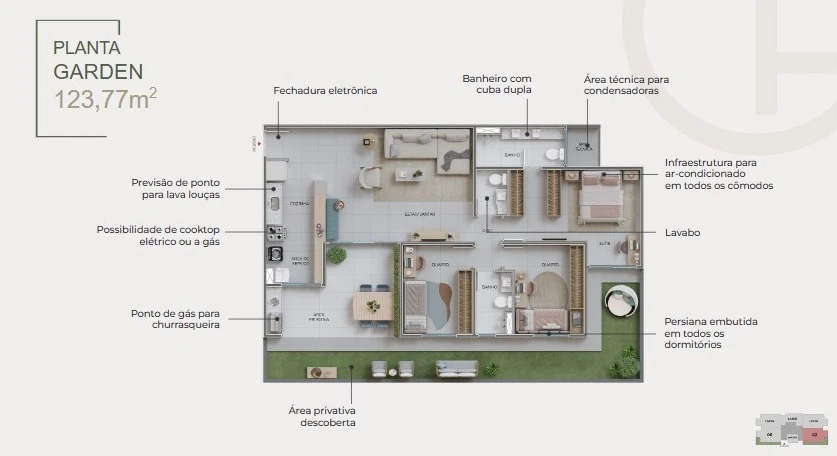 PLANTA
GARDEN
123,77m²
Fechadura eletrônica
Banheiro com
cuba dupla
Área técnica para
condensadoras
Previsão de ponto
para lava louças
Infraestrutura para
ar-condicionado
em todos os cômodos
Possibilidade de cooktop
elétrico ou a gás
Lavabo
Ponto de gás para
churrasqueira
Persiana embutida
em todos os
dormitórios
Área privativa
descoberta
BANHO
ÁREA
TÉCNICA
COZINHA
ESTAR/JANTAR
SUÍTE
ÁREA DE
SERVIÇO
QUARTO
QUARTO
BANHO
ÁREA
PRIVATIVA